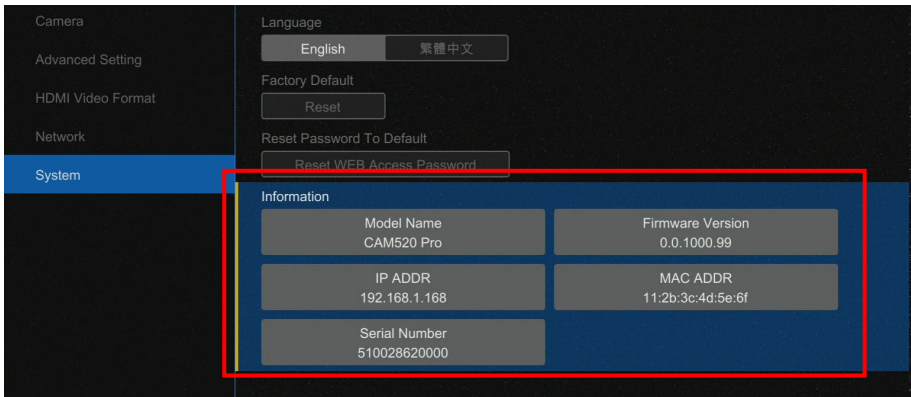 Camera
Advanced Setting
HDMI Video Format
Network
System
Language
English
繁體中文
Factory Default
Reset
Reset Password To Default
Reset WEB Access Password
Information
Model Name
CAM520 Pro
Firmware Version
0.0.1000.99
IP ADDR
192.168.1.168
MAC ADDR
11:2b:3c:4d:5e:6f
Serial Number
510028620000